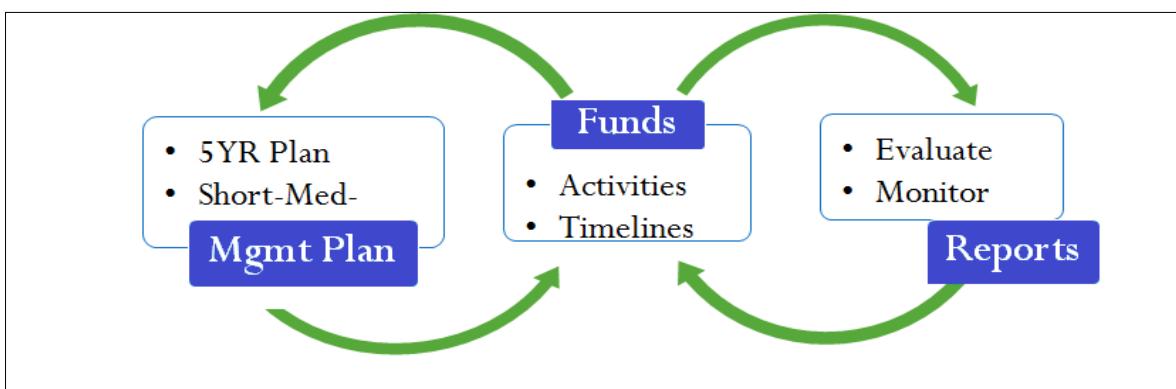 • 5YR Plan
• Short-Med-
Mgmt Plan
Funds
• Activities
• Timelines
• Evaluate
• Monitor
Reports